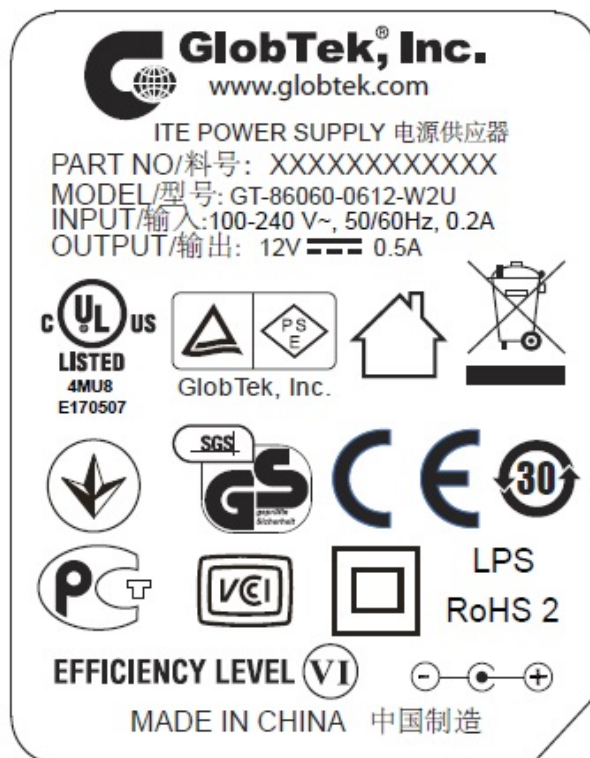 GlobTek®, Inc.
www.globtek.com
ITE POWER SUPPLY 电源供应器
PART NO/料号: XXXXXXXXXXXX
MODEL/型号: GT-86060-0612-W2U
INPUT/输入:100-240 V~, 50/60Hz, 0.2A
OUTPUT/输出: 12V 0.5A
C UL US
LISTED
4MU8
E170507
PS
E
GlobTek, Inc.
SGS
GS
geprüfte
Sicherheit
CE
30
PCT
VCI
LPS
RoHS 2
EFFICIENCY LEVEL VI
- +
MADE IN CHINA 中国制造